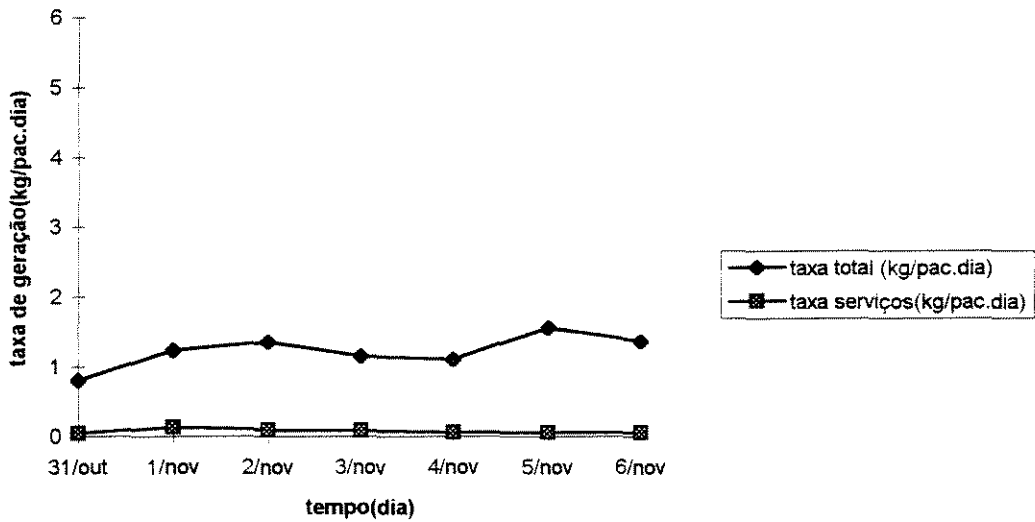 6
5
4
3
2
1
0
taxa de geração(kg/pac.dia)
31/out 1/nov 2/nov 3/nov 4/nov 5/nov 6/nov
tempo(dia)
taxa total (kg/pac.dia)
taxa serviços(kg/pac.dia)